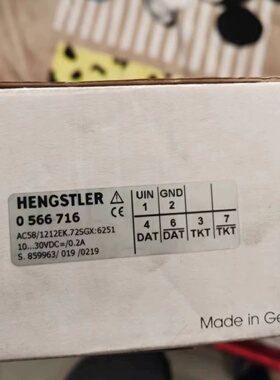 HENGSTLER
0 566 716
AC58/1212EK.72SGX:6251
10...30VDC=/0.2A
S. 859963/ 019 /0219
UIN GND
1 2
4 6 3 7
DAT DAT TKT TKT
Made in Ge